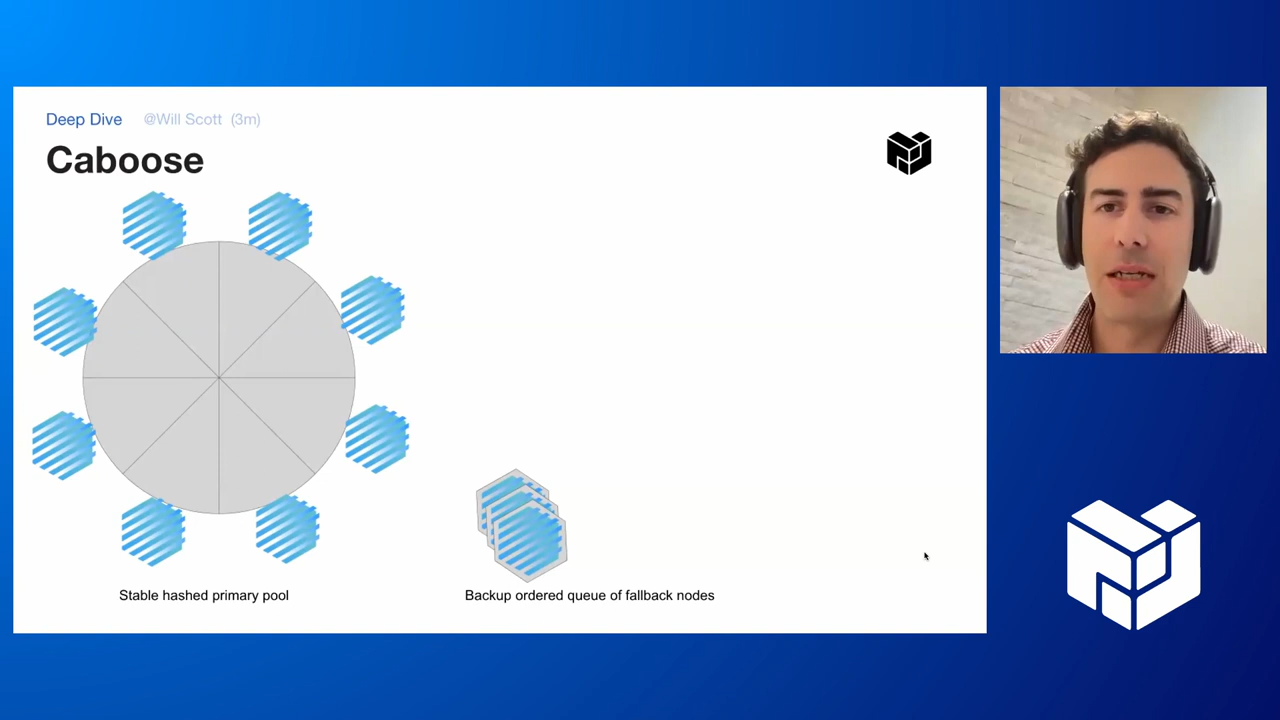 Deep Dive @Will Scott (3m)
Caboose
Stable hashed primary pool
Backup ordered queue of fallback nodes